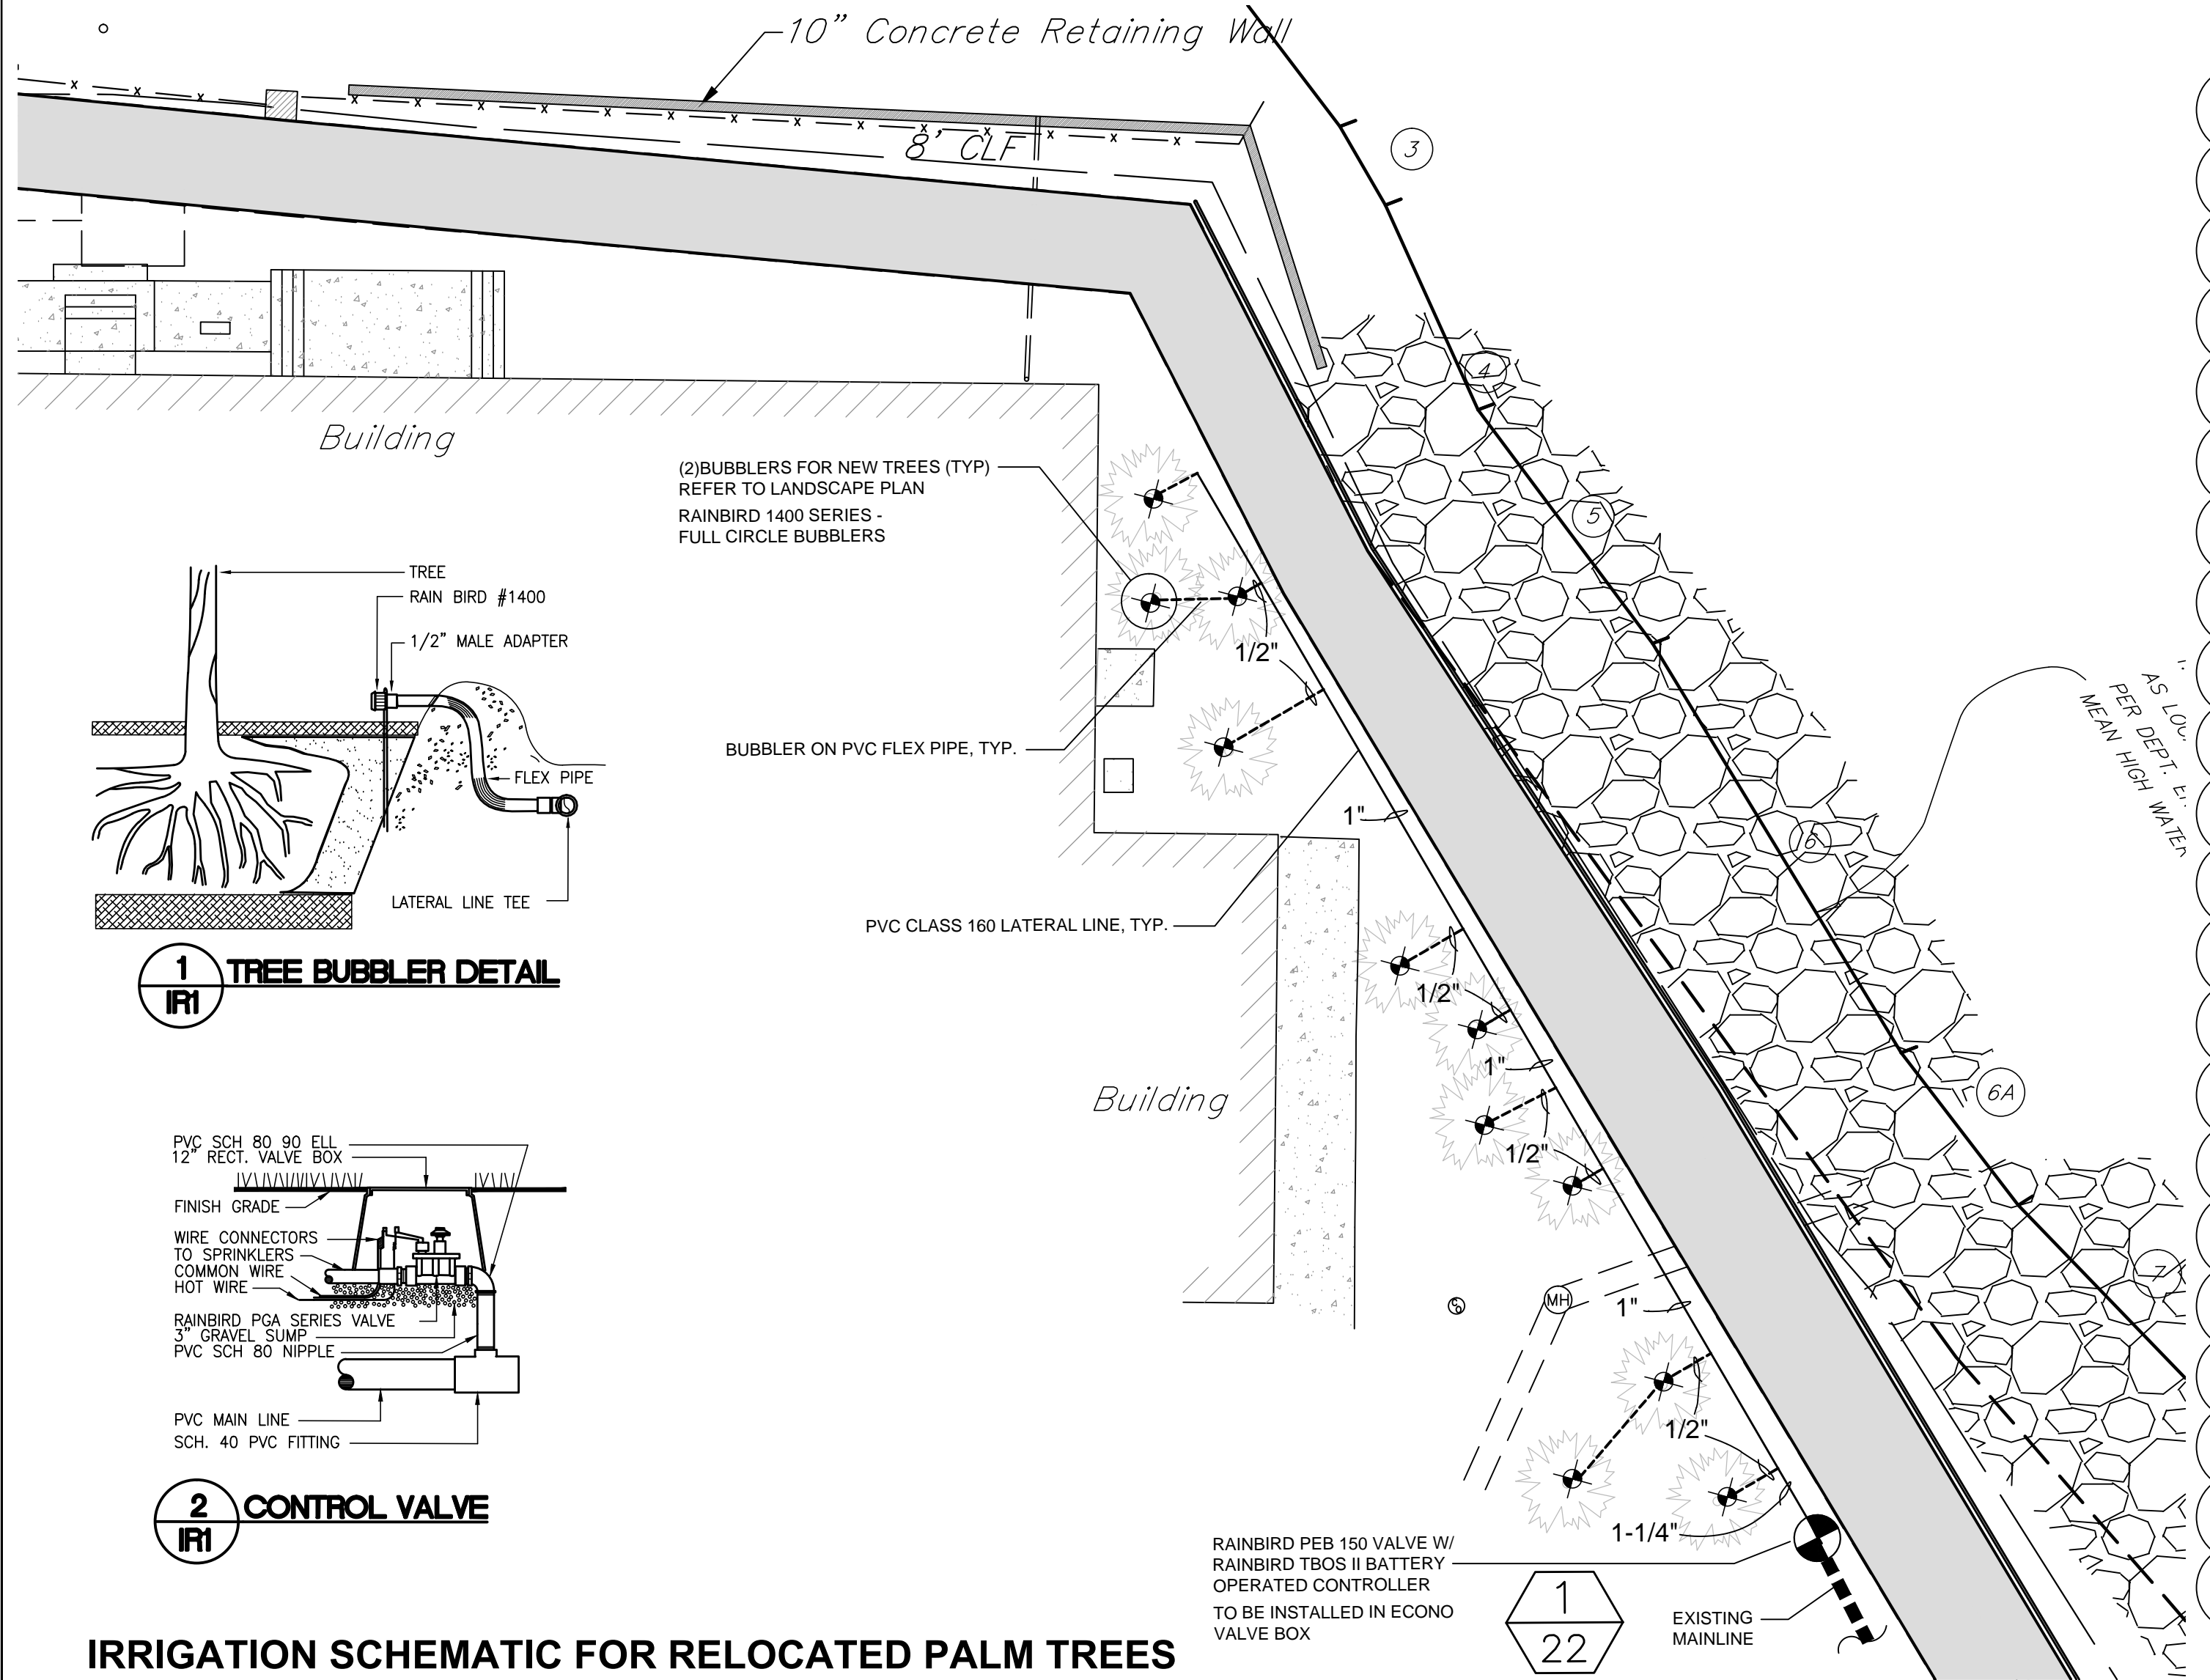 10” Concrete Retaining Wall
8' CLF
3
4
5
6
6A
7
Building
(2)BUBBLERS FOR NEW TREES (TYP)
REFER TO LANDSCAPE PLAN
RAINBIRD 1400 SERIES -
FULL CIRCLE BUBBLERS
TREE
RAIN BIRD #1400
1/2” MALE ADAPTER
FLEX PIPE
LATERAL LINE TEE
1
IR1
TREE BUBBLER DETAIL
1/2"
BUBBLER ON PVC FLEX PIPE, TYP.
1"
PVC CLASS 160 LATERAL LINE, TYP.
AS LOC
PER DEPT.
MEAN HIGH WATER
1/2"
1"
Building
1/2"
MH
1"
1/2"
1-1/4"
PVC SCH 80 90 ELL
12” RECT. VALVE BOX
FINISH GRADE
WIRE CONNECTORS
TO SPRINKLERS
COMMON WIRE
HOT WIRE
RAINBIRD PGA SERIES VALVE
3” GRAVEL SUMP
PVC SCH 80 NIPPLE
PVC MAIN LINE
SCH. 40 PVC FITTING
2
IR1
CONTROL VALVE
RAINBIRD PEB 150 VALVE W/
RAINBIRD TBOS II BATTERY
OPERATED CONTROLLER
TO BE INSTALLED IN ECONO
VALVE BOX
1
22
EXISTING
MAINLINE
IRRIGATION SCHEMATIC FOR RELOCATED PALM TREES